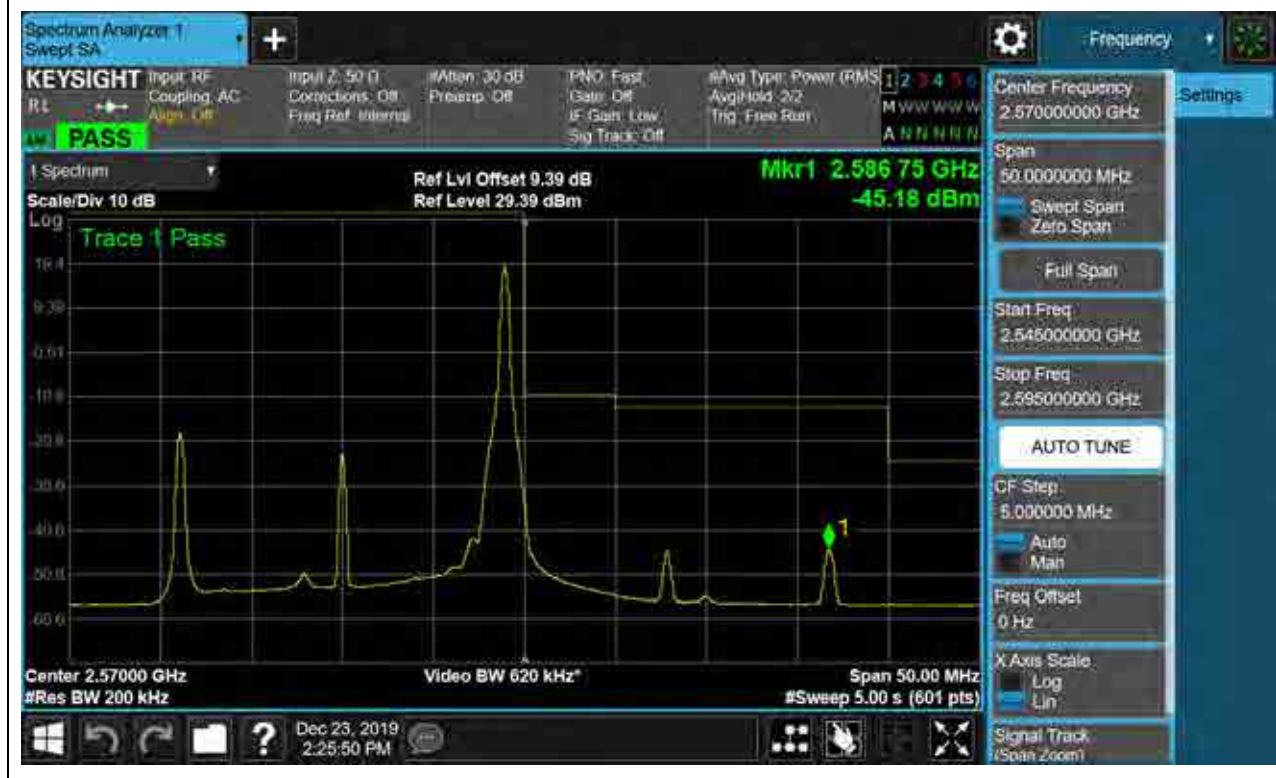 Spectrum Analyzer 1
Swept SA
+
Frequency
KEYSIGHT
RL
PASS
Input: RF
Coupling: AC
Align: Off
Input Z: 50 Ω
Corrections: Off
Freq Ref: Internal
#Atten: 30 dB
Preamp: Off
PNO: Fast
Gate: Off
IF Gain: Low
Sig Track: Off
#Avg Type: Power (RMS
Avg|Hold: 2/2
Trig: Free Run
1 2 3 4 5 6
M W W W W W
A N N N N N
1 Spectrum
Scale/Div 10 dB
Ref Lvl Offset 9.39 dB
Ref Level 29.39 dBm
Mkr1 2.586 75 GHz
-45.18 dBm
Log
Trace 1 Pass
19.4
9.39
-0.61
-10.6
-20.6
-30.6
-40.6
-50.6
-60.6
1
Center 2.57000 GHz
#Res BW 200 kHz
Video BW 620 kHz*
Span 50.00 MHz
#Sweep 5.00 s (601 pts)
Center Frequency
2.570000000 GHz
Settings
Span
50.0000000 MHz
Swept Span
Zero Span
Full Span
Start Freq
2.545000000 GHz
Stop Freq
2.595000000 GHz
AUTO TUNE
CF Step
5.000000 MHz
Auto
Man
Freq Offset
0 Hz
X Axis Scale
Log
Lin
Signal Track
(Span Zoom)
?
Dec 23, 2019
2:25:50 PM